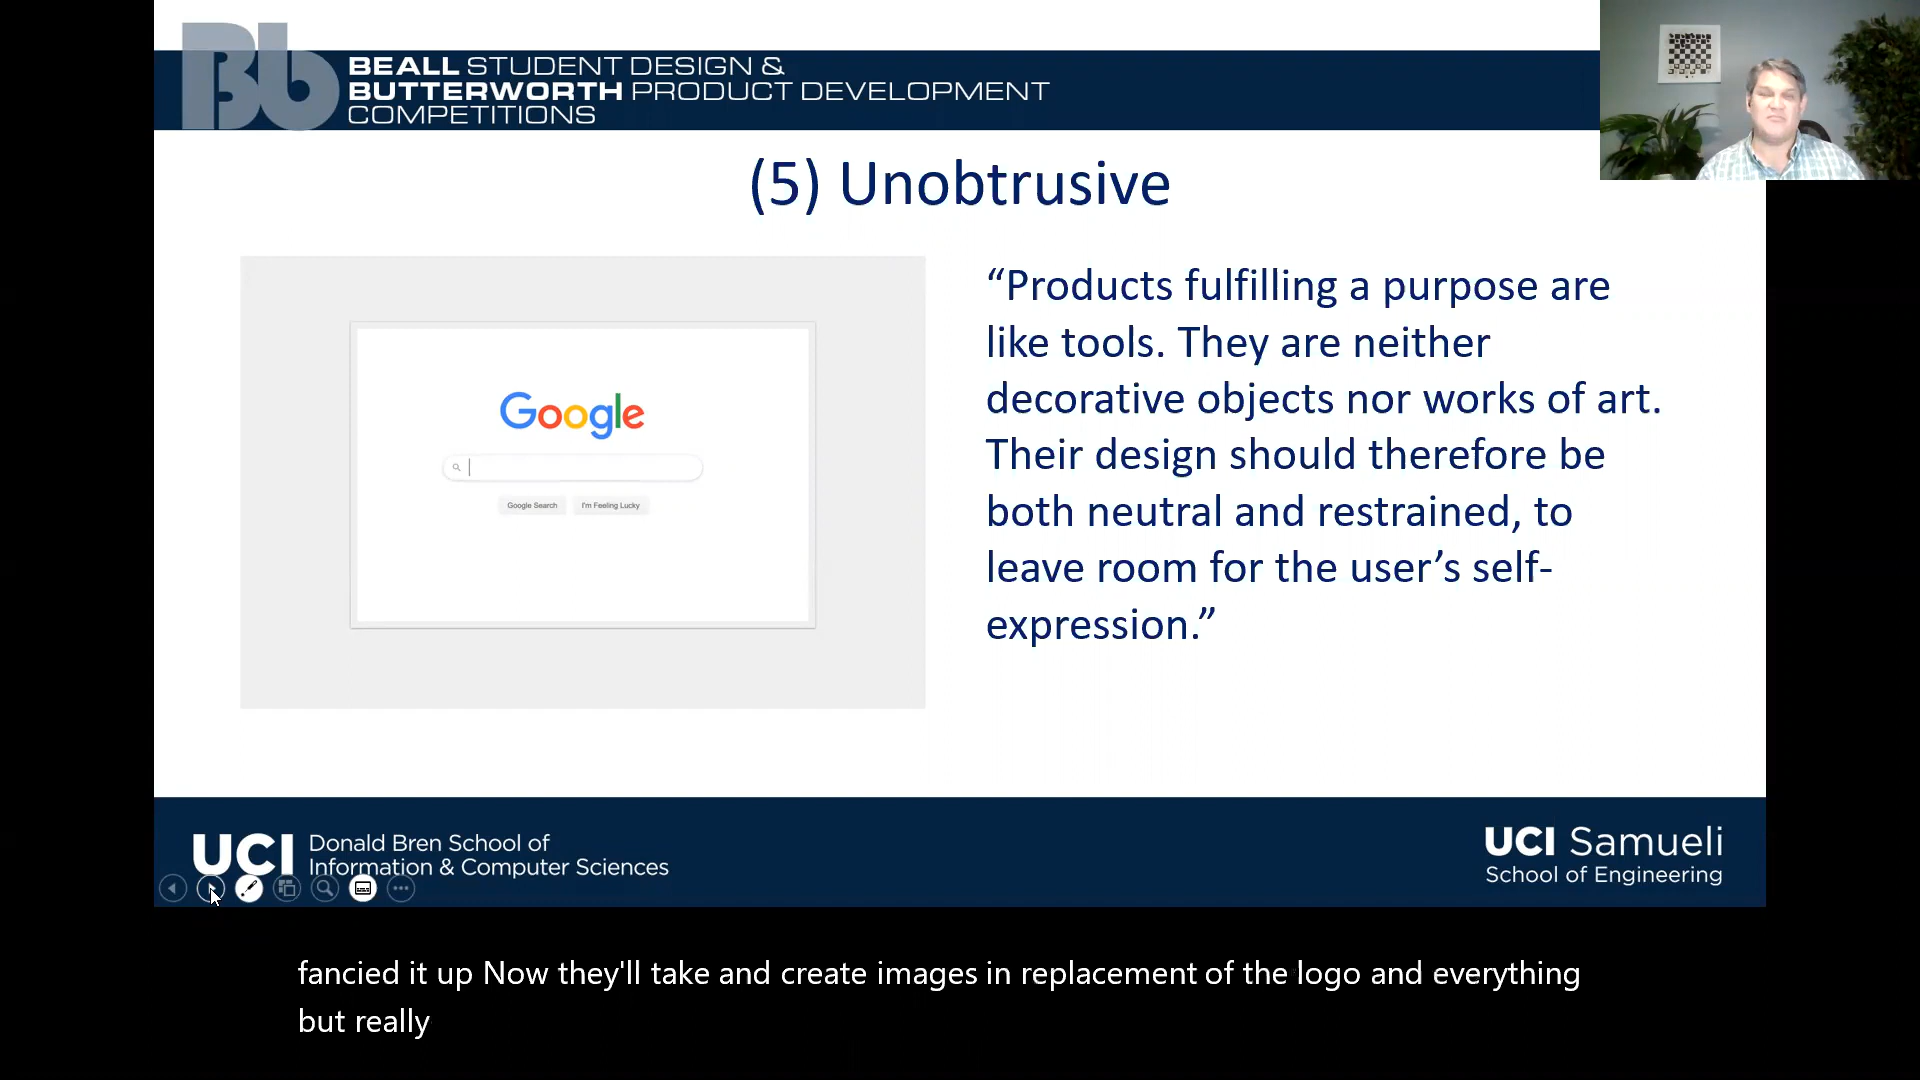 Bb
BEALL STUDENT DESIGN &
BUTTERWORTH PRODUCT DEVELOPMENT
COMPETITIONS
(5) Unobtrusive
Google
Google Search
I'm Feeling Lucky
“Products fulfilling a purpose are
like tools. They are neither
decorative objects nor works of art.
Their design should therefore be
both neutral and restrained, to
leave room for the user’s self-
expression.”
UCI Donald Bren School of
Information & Computer Sciences
UCI Samueli
School of Engineering
fancied it up Now they'll take and create images in replacement of the logo and everything
but really